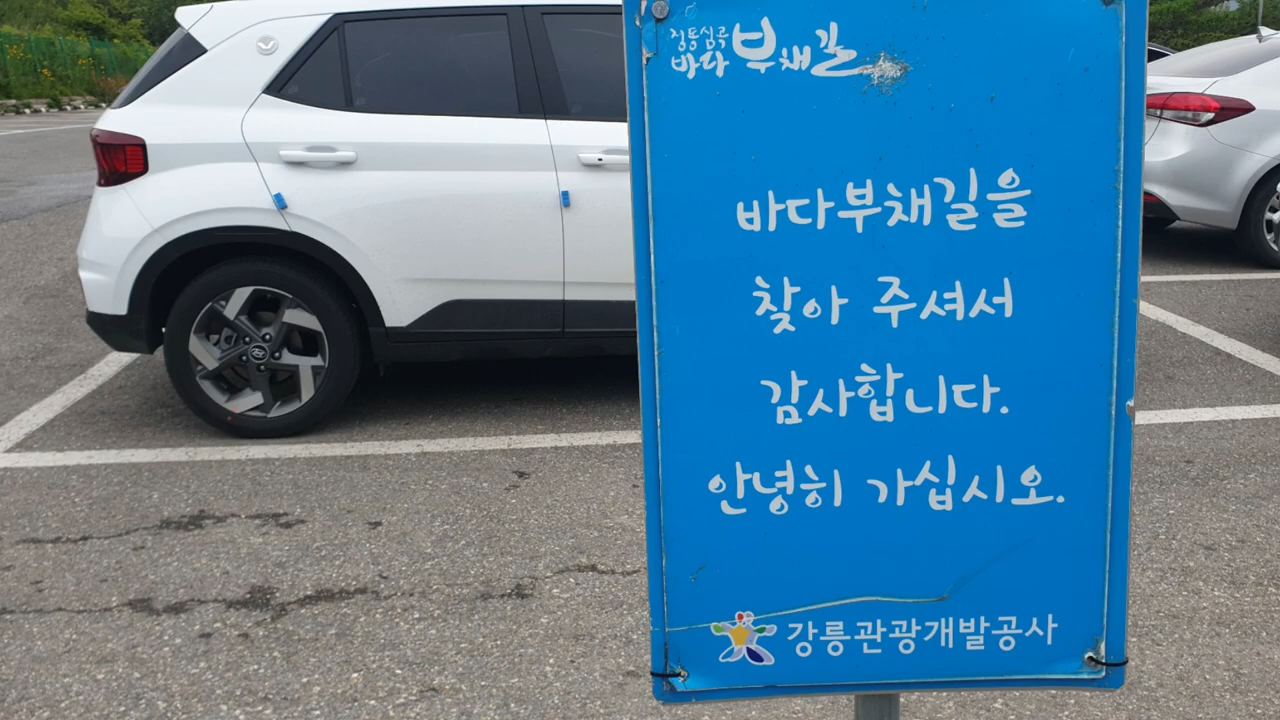 정동심곡
바다 부채길
바다부채길을
찾아 주셔서
감사합니다.
안녕히 가십시오.
강릉관광개발공사